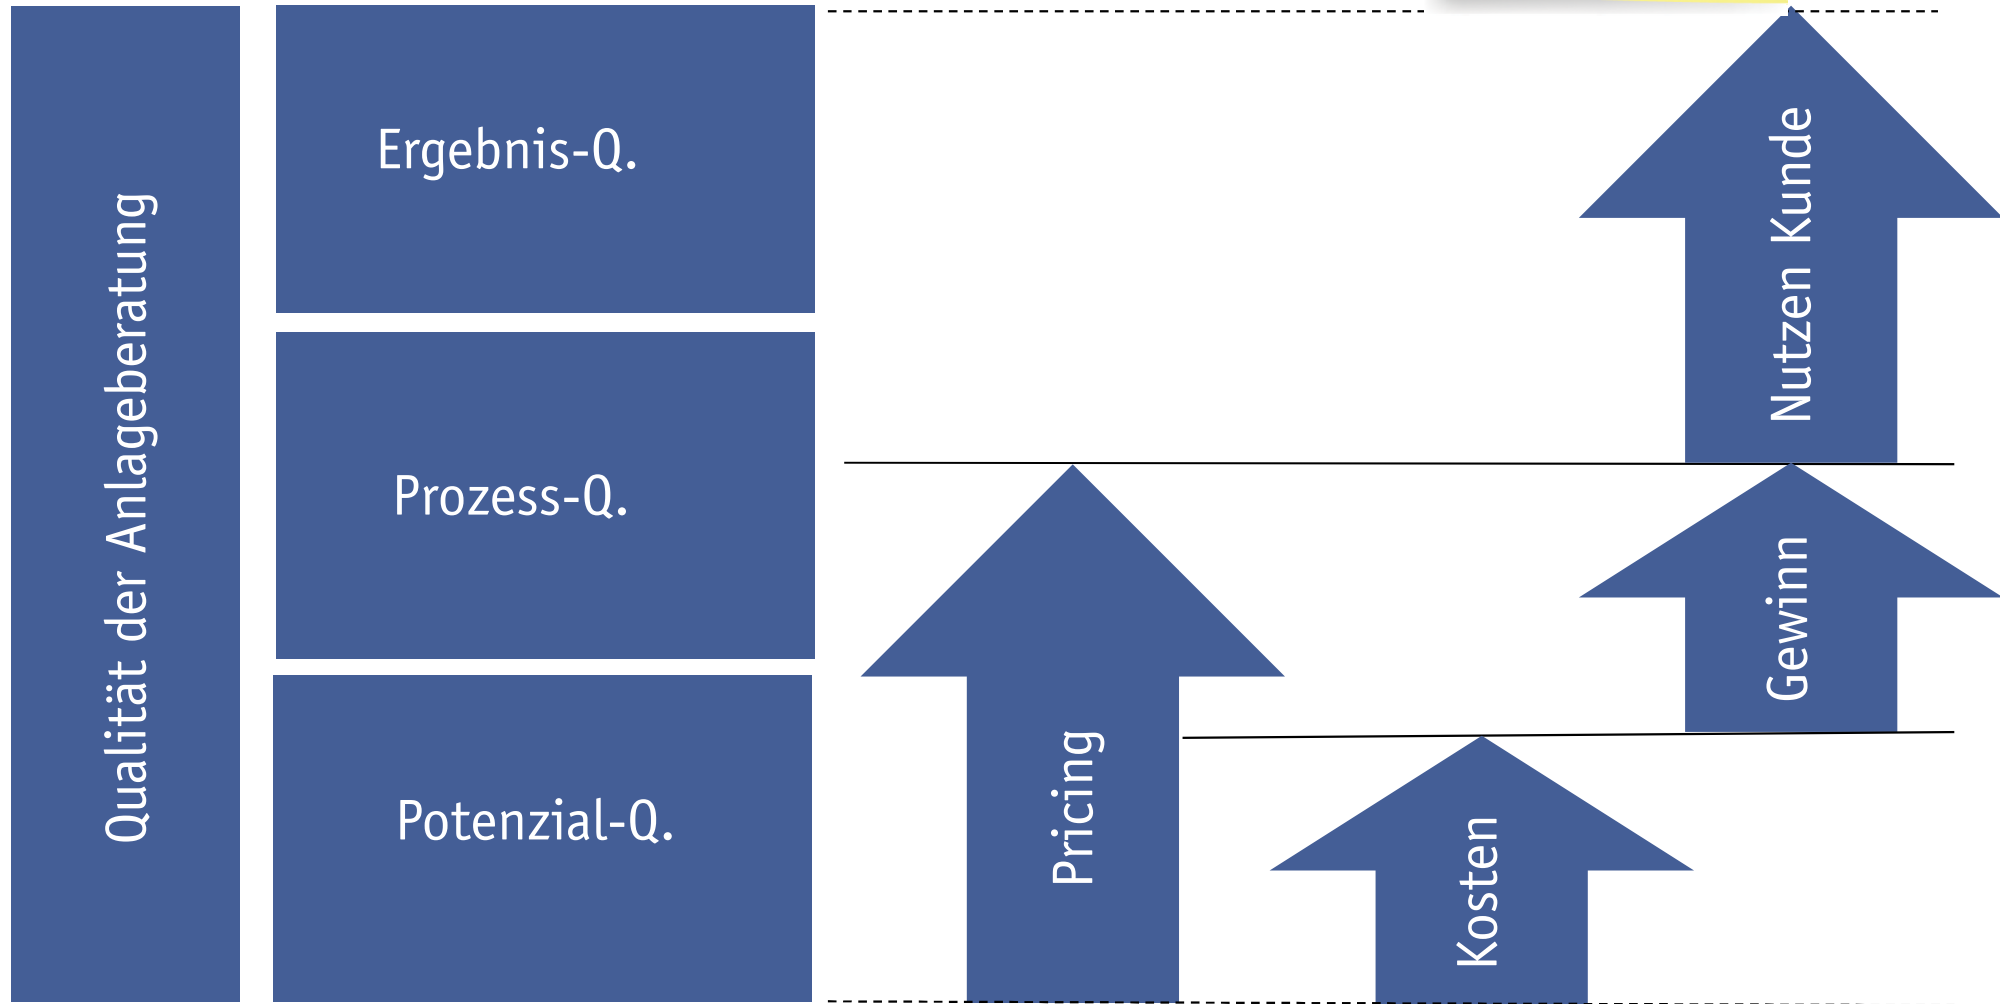 Qualität der Anlageberatung
Ergebnis-Q.
Prozess-Q.
Potenzial-Q.
Pricing
Kosten
Gewinn
Nutzen Kunde